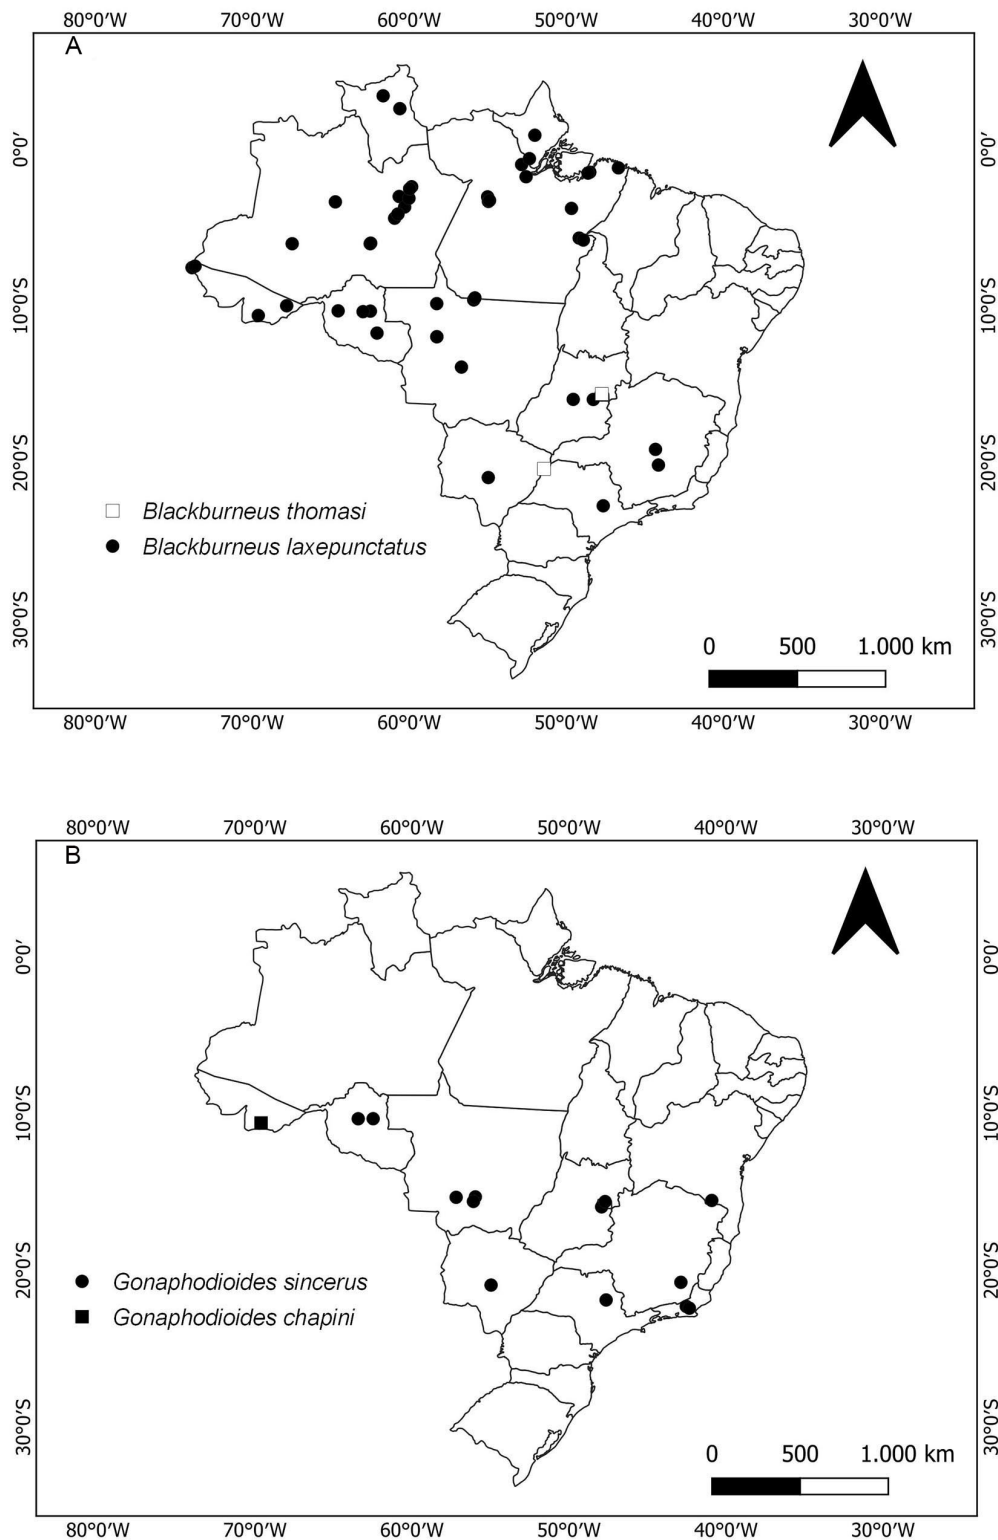 80°0'W 70°0'W 60°0'W 50°0'W 40°0'W 30°0'W
A
0°0' 0°0'
10°0'S 10°0'S
20°0'S 20°0'S
Blackburneus thomasi
Blackburneus laxepunctatus
30°0'S 30°0'S
0 500 1.000 km
80°0'W 70°0'W 60°0'W 50°0'W 40°0'W 30°0'W
80°0'W 70°0'W 60°0'W 50°0'W 40°0'W 30°0'W
B
0°0' 0°0'
10°0'S 10°0'S
20°0'S 20°0'S
Gonaphodioides sincerus
Gonaphodioides chapini
30°0'S 30°0'S
0 500 1.000 km
80°0'W 70°0'W 60°0'W 50°0'W 40°0'W 30°0'W